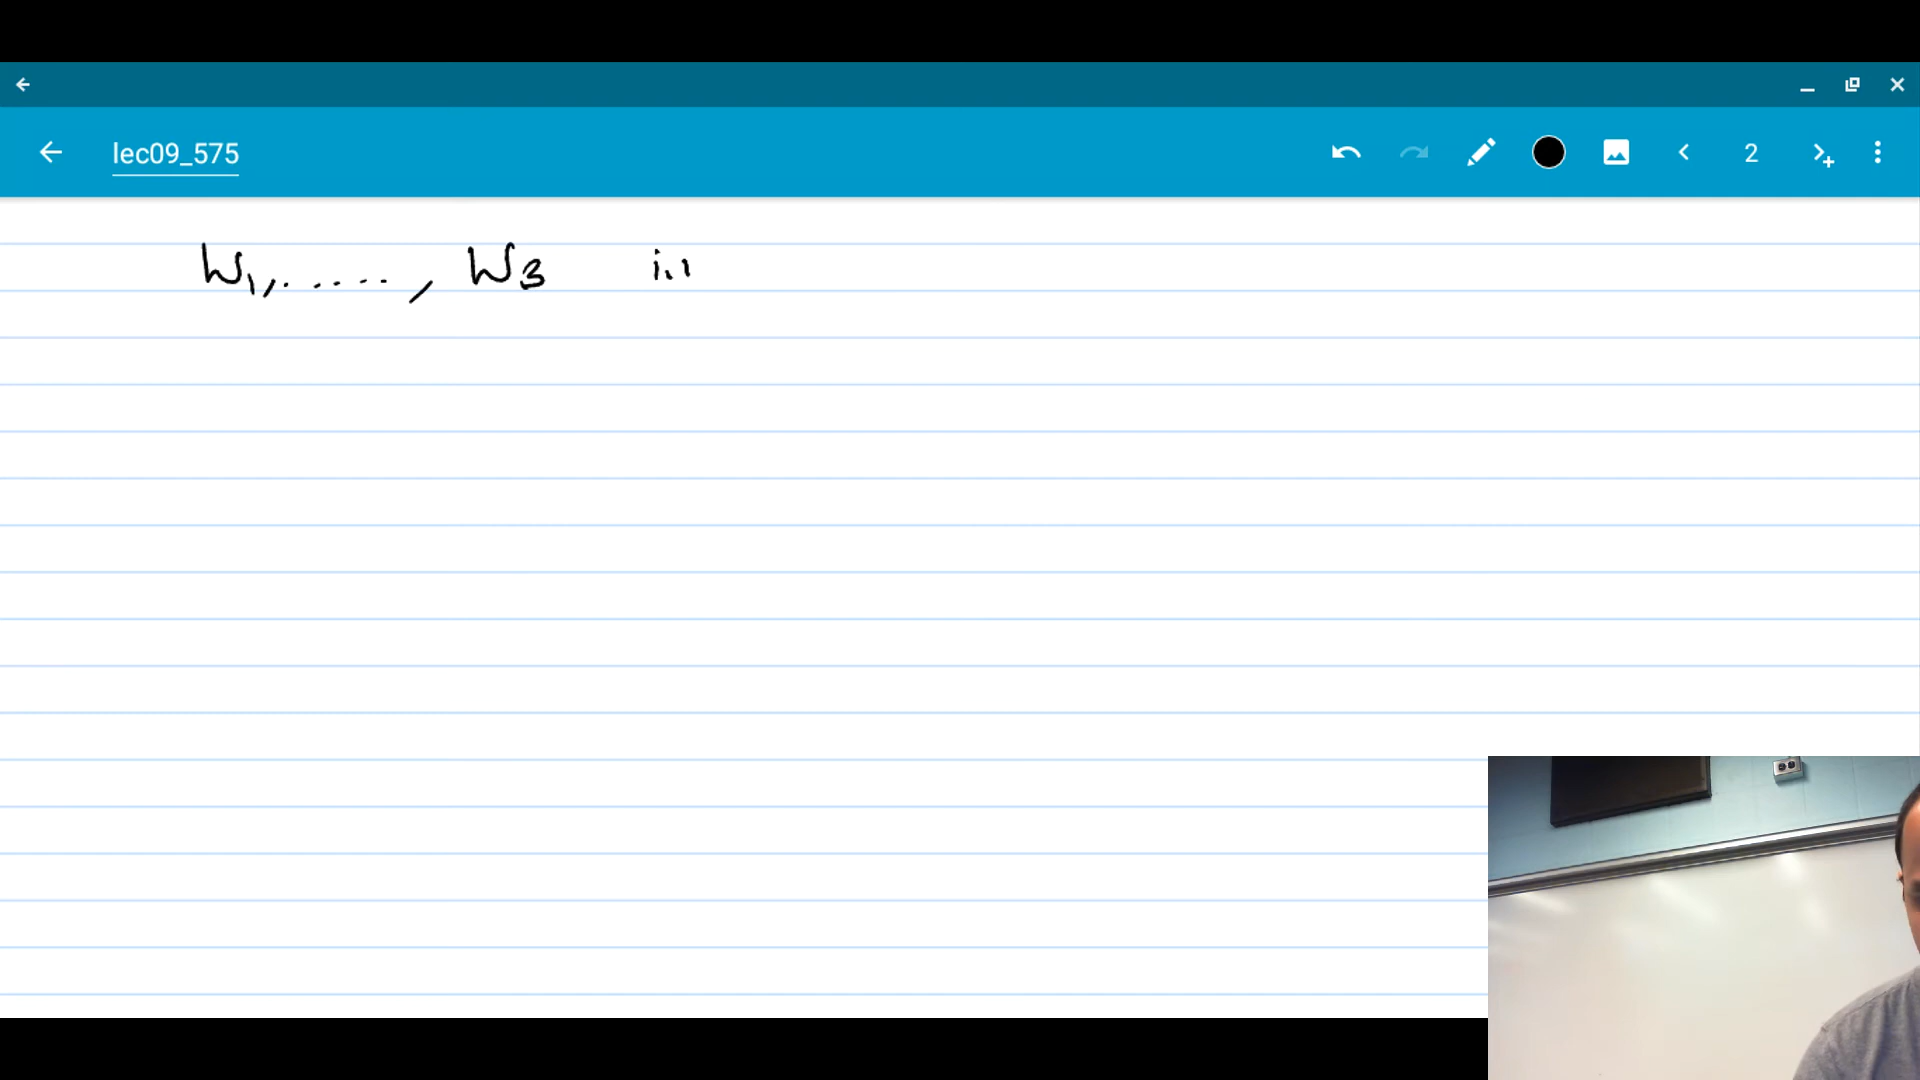 lec09_575
2
W₁, ....., W₃ i.i